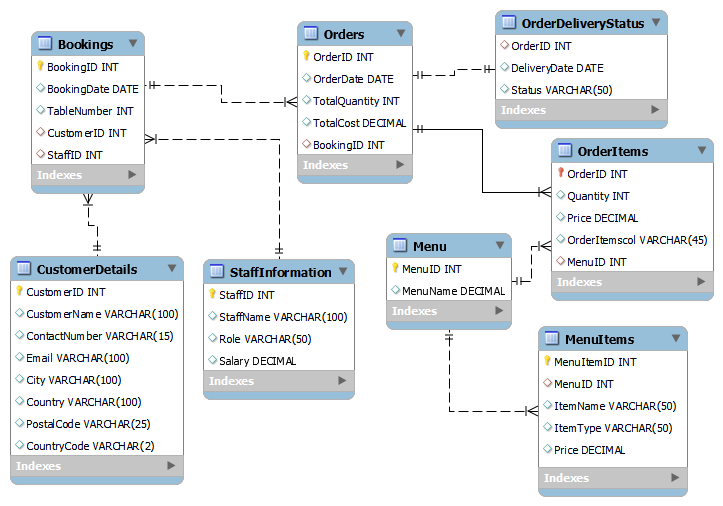 Bookings
BookingID INT
BookingDate DATE
TableNumber INT
CustomerID INT
StaffID INT
Indexes
Orders
OrderID INT
OrderDate DATE
TotalQuantity INT
TotalCost DECIMAL
BookingID INT
Indexes
OrderDeliveryStatus
OrderID INT
DeliveryDate DATE
Status VARCHAR(50)
Indexes
OrderItems
OrderID INT
Quantity INT
Price DECIMAL
OrderItemscol VARCHAR(45)
MenuID INT
Indexes
CustomerDetails
CustomerID INT
CustomerName VARCHAR(100)
ContactNumber VARCHAR(15)
Email VARCHAR(100)
City VARCHAR(100)
Country VARCHAR(100)
PostalCode VARCHAR(25)
CountryCode VARCHAR(2)
Indexes
StaffInformation
StaffID INT
StaffName VARCHAR(100)
Role VARCHAR(50)
Salary DECIMAL
Indexes
Menu
MenuID INT
MenuName DECIMAL
Indexes
MenuItems
MenuItemID INT
MenuID INT
ItemName VARCHAR(50)
ItemType VARCHAR(50)
Price DECIMAL
Indexes